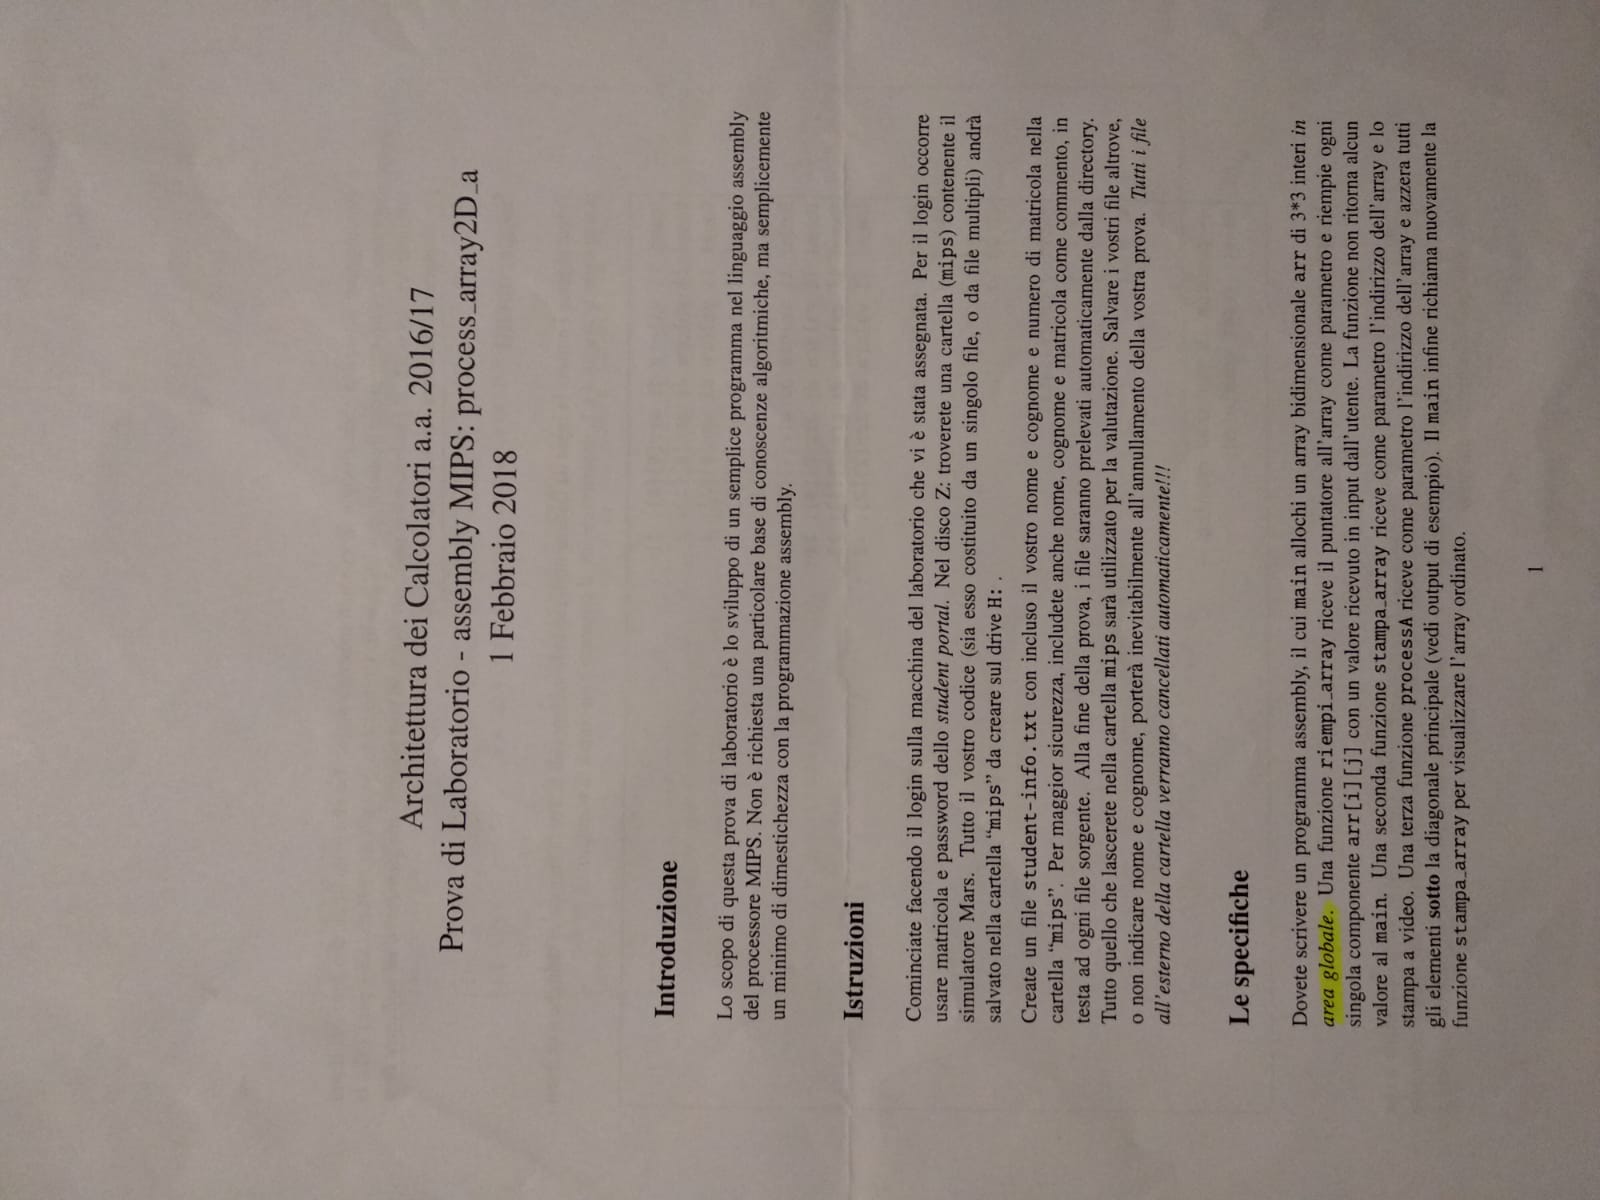 Architettura dei Calcolatori a.a. 2016/17
Prova di Laboratorio - assembly MIPS: process_array2D_a
1 Febbraio 2018
Introduzione
Lo scopo di questa prova di laboratorio è lo sviluppo di un semplice programma nel linguaggio assembly
del processore MIPS. Non è richiesta una particolare base di conoscenze algoritmiche, ma semplicemente
un minimo di dimestichezza con la programmazione assembly.
Istruzioni
Cominciate facendo il login sulla macchina del laboratorio che vi è stata assegnata. Per il login occorre
usare matricola e password dello student portal. Nel disco Z: troverete una cartella (mips) contenente il
simulatore Mars. Tutto il vostro codice (sia esso costituito da un singolo file, o da file multipli) andrà
salvato nella cartella “mips” da creare sul drive H: .
Create un file student-info.txt con incluso il vostro nome e cognome e numero di matricola nella
cartella “mips”. Per maggior sicurezza, includete anche nome, cognome e matricola come commento, in
testa ad ogni file sorgente. Alla fine della prova, i file saranno prelevati automaticamente dalla directory.
Tutto quello che lascerete nella cartella mips sarà utilizzato per la valutazione. Salvare i vostri file altrove,
o non indicare nome e cognome, porterà inevitabilmente all'annullamento della vostra prova. Tutti i file
all'esterno della cartella verranno cancellati automaticamente!!!
Le specifiche
Dovete scrivere un programma assembly, il cui main allochi un array bidimensionale arr di 3*3 interi in
area globale. Una funzione riempi_array riceve il puntatore all'array come parametro e riempie ogni
singola componente arr[i][j] con un valore ricevuto in input dall'utente. La funzione non ritorna alcun
valore al main. Una seconda funzione stampa_array riceve come parametro l'indirizzo dell'array e lo
stampa a video. Una terza funzione processA riceve come parametro l'indirizzo dell'array e azzera tutti
gli elementi sotto la diagonale principale (vedi output di esempio). Il main infine richiama nuovamente la
funzione stampa_array per visualizzare l'array ordinato.
1